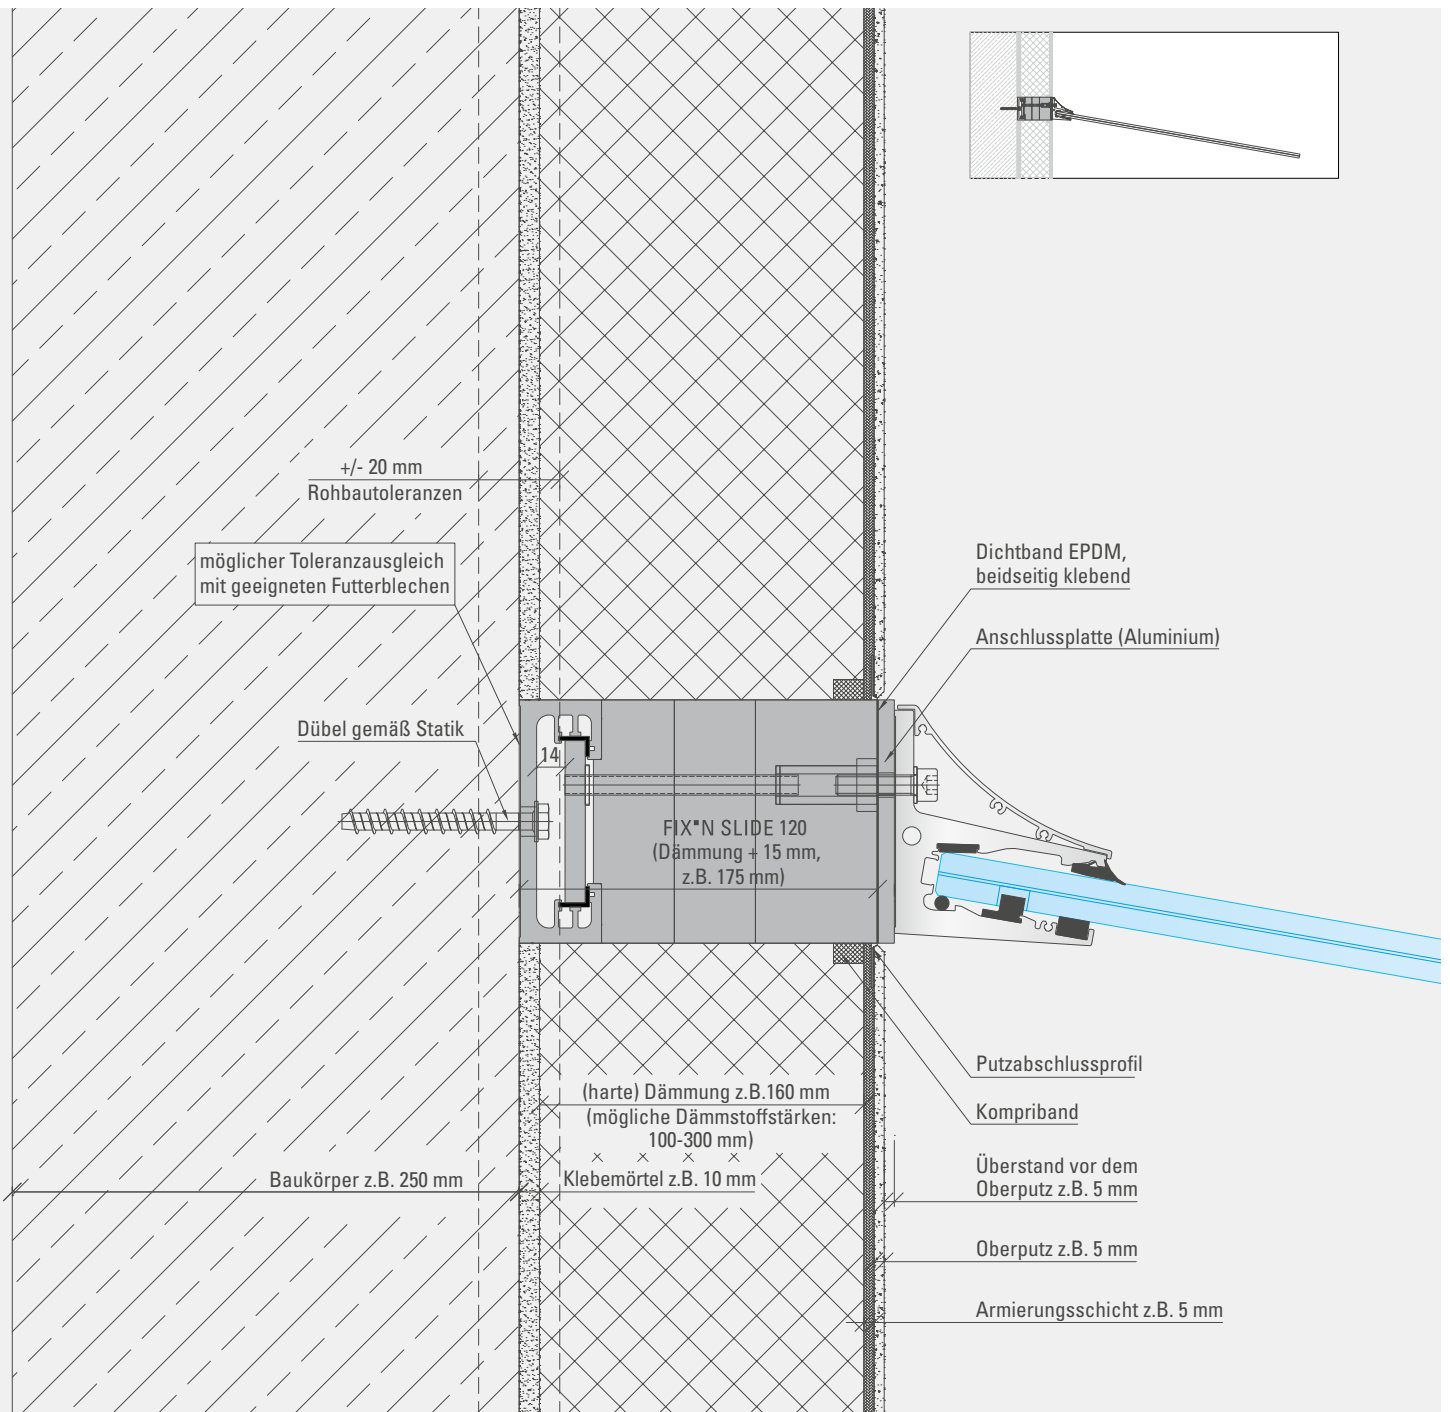 +/- 20 mm
Rohbautoleranzen
möglicher Toleranzausgleich
mit geeigneten Futterblechen
Dichtband EPDM,
beidseitig klebend
Anschlussplatte (Aluminium)
Dübel gemäß Statik
14
FIX■N SLIDE 120
(Dämmung + 15 mm,
z.B. 175 mm)
Putzabschlussprofil
(harte) Dämmung z.B.160 mm
(mögliche Dämmstoffstärken:
100-300 mm)
Kompriband
Baukörper z.B. 250 mm
Klebemörtel z.B. 10 mm
Überstand vor dem
Oberputz z.B. 5 mm
Oberputz z.B. 5 mm
Armierungsschicht z.B. 5 mm